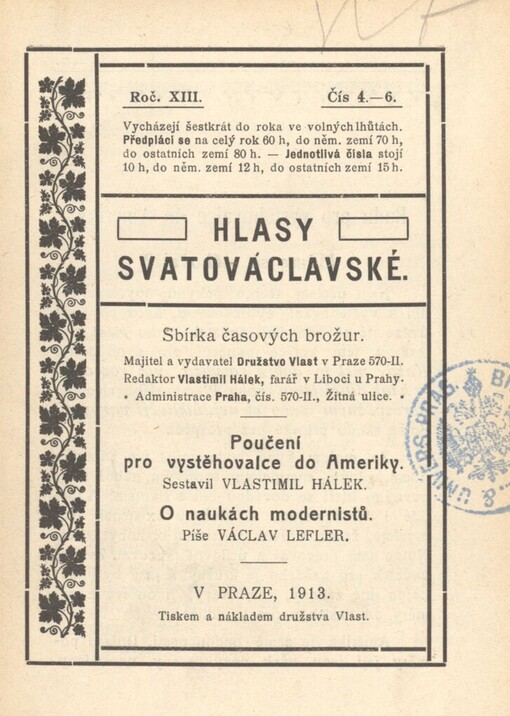 Roč. XIII. Čís 4.—6.
Vycházejí šestkrát do roka ve volných lhůtách.
Předplácí se na celý rok 60 h, do něm. zemí 70 h,
do ostatních zemí 80 h. — Jednotlivá čísla stojí
10 h, do něm. zemí 12 h, do ostatních zemí 15 h.
HLASY
SVATOVÁCLAVSKÉ.
Sbírka časových brožur.
Majitel a vydavatel Družstvo Vlast v Praze 570-II.
Redaktor Vlastimil Hálek, farář v Liboci u Prahy.
• Administrace Praha, čís. 570-II., Žitná ulice. •
Poučení
pro vystěhovalce do Ameriky.
Sestavil VLASTIMIL HÁLEK.
O naukách modernistů.
Píše VÁCLAV LEFLER.
V PRAZE, 1913.
Tiskem a nákladem družstva Vlast.
UNIVERS. PRAG.